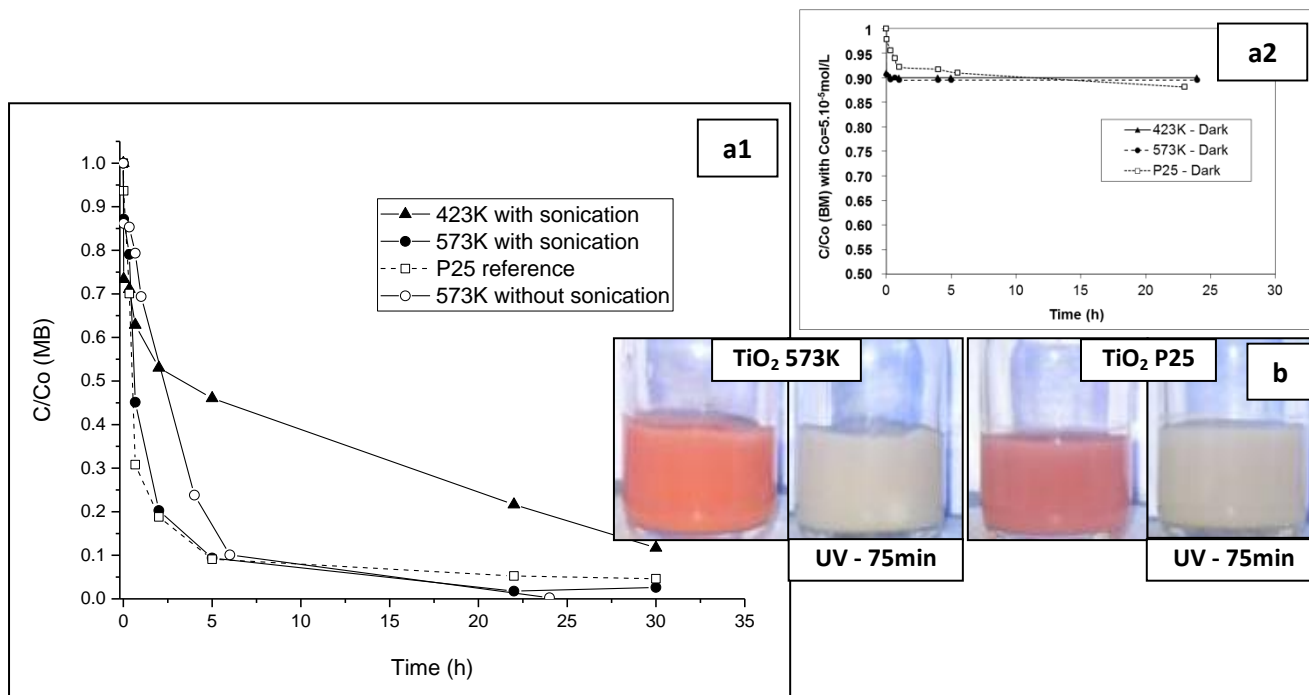 a1
1.0
0.9
0.8
0.7
0.6
0.5
0.4
0.3
0.2
0.1
0.0
C/Co (MB)
423K with sonication
573K with sonication
P25 reference
573K without sonication
0 5 10 15 20 25 30 35
Time (h)
a2
1
0.95
0.90
0.85
0.80
0.75
0.70
0.65
0.60
0.55
0.50
C/Co (BM) with Co=5.10⁻⁵mol/L
423K - Dark
573K - Dark
P25 - Dark
0 5 10 15 20 25 30
Time (h)
TiO₂ 573K
TiO₂ P25
b
UV - 75min
UV - 75min